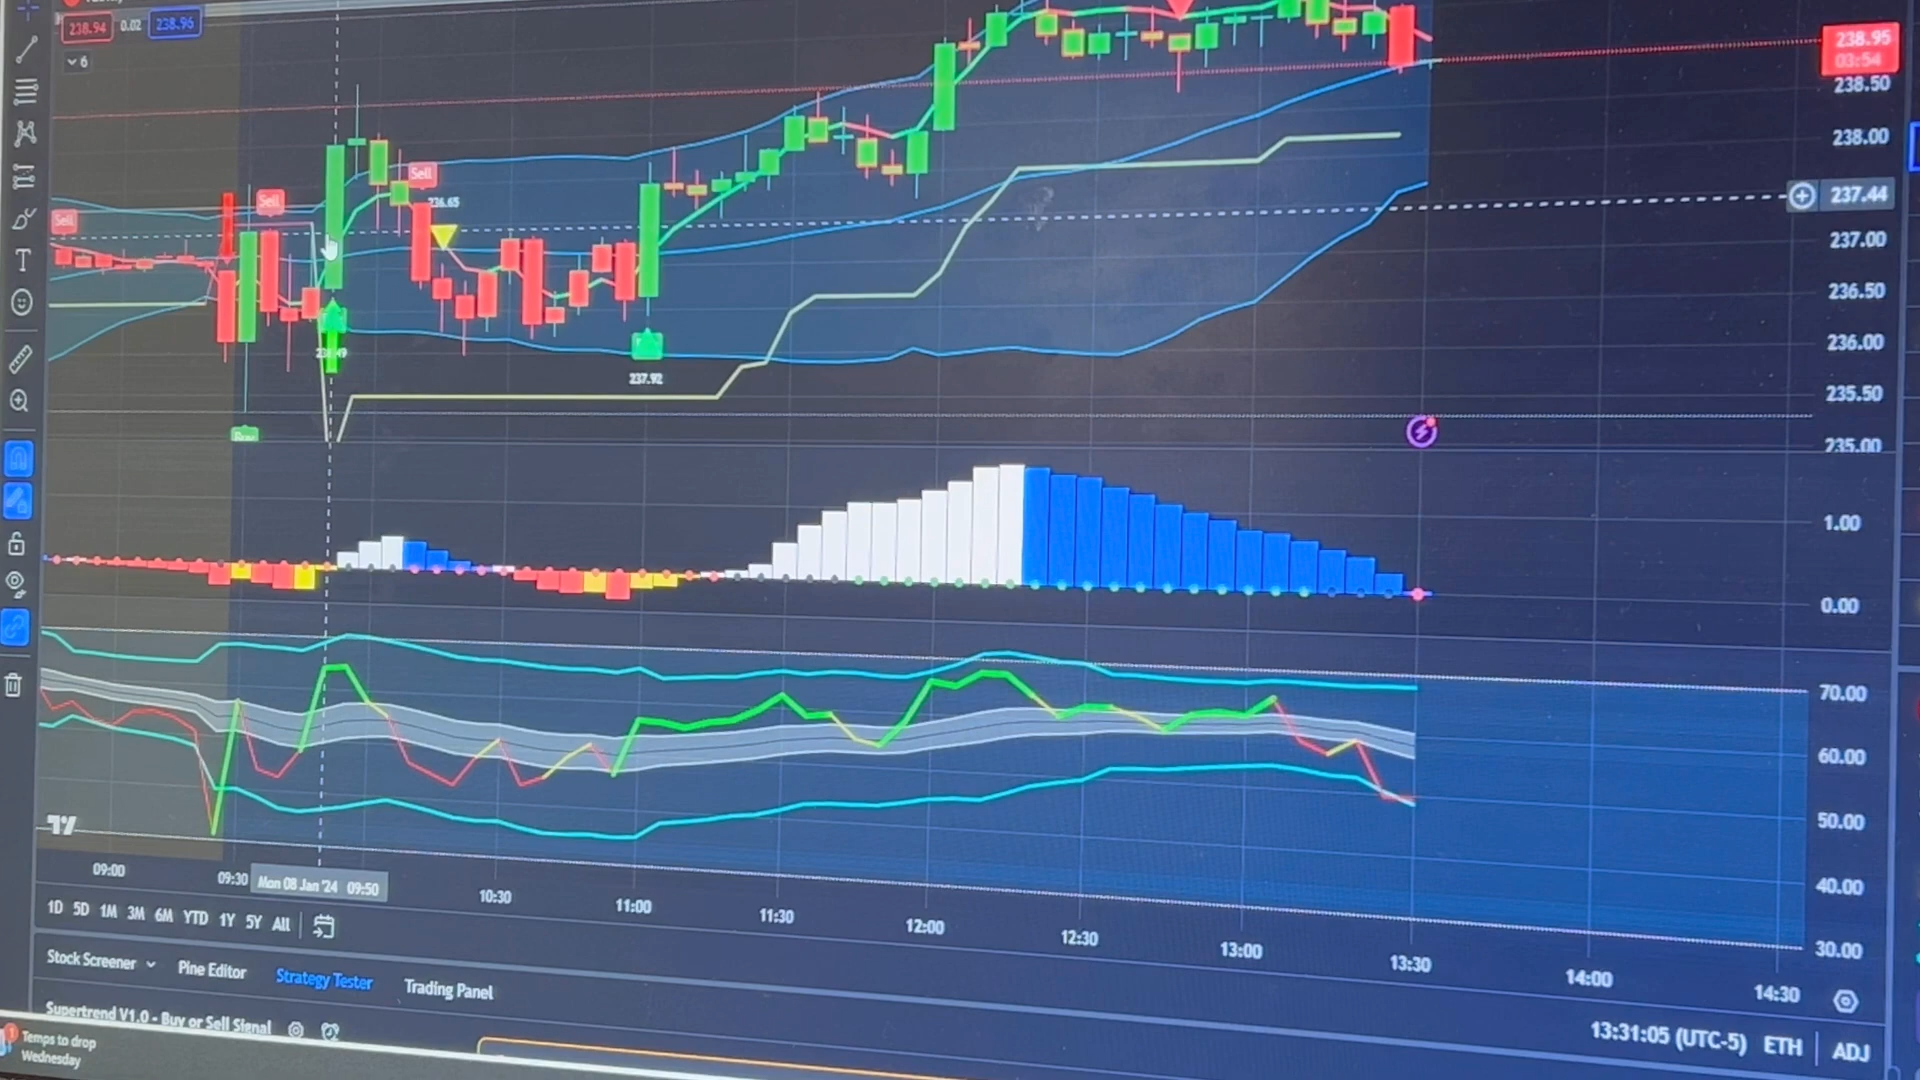 238.94 0.02 238.96
6
Sell
Sell
Sell
236.65
237.92
238.95
03:54
238.50
238.00
237.44
237.00
236.50
236.00
235.50
235.00
1.00
0.00
70.00
60.00
50.00
40.00
30.00
09:00 09:30 Mon 08 Jan '24 09:50 10:30 11:00 11:30 12:00 12:30 13:00 13:30 14:00 14:30
1D 5D 1M 3M 6M YTD 1Y 5Y All
13:31:05 (UTC-5) ETH ADJ
Stock Screener Pine Editor Strategy Tester Trading Panel
Supertrend V1.0 - Buy or Sell Signal
1
Temps to drop
Wednesday